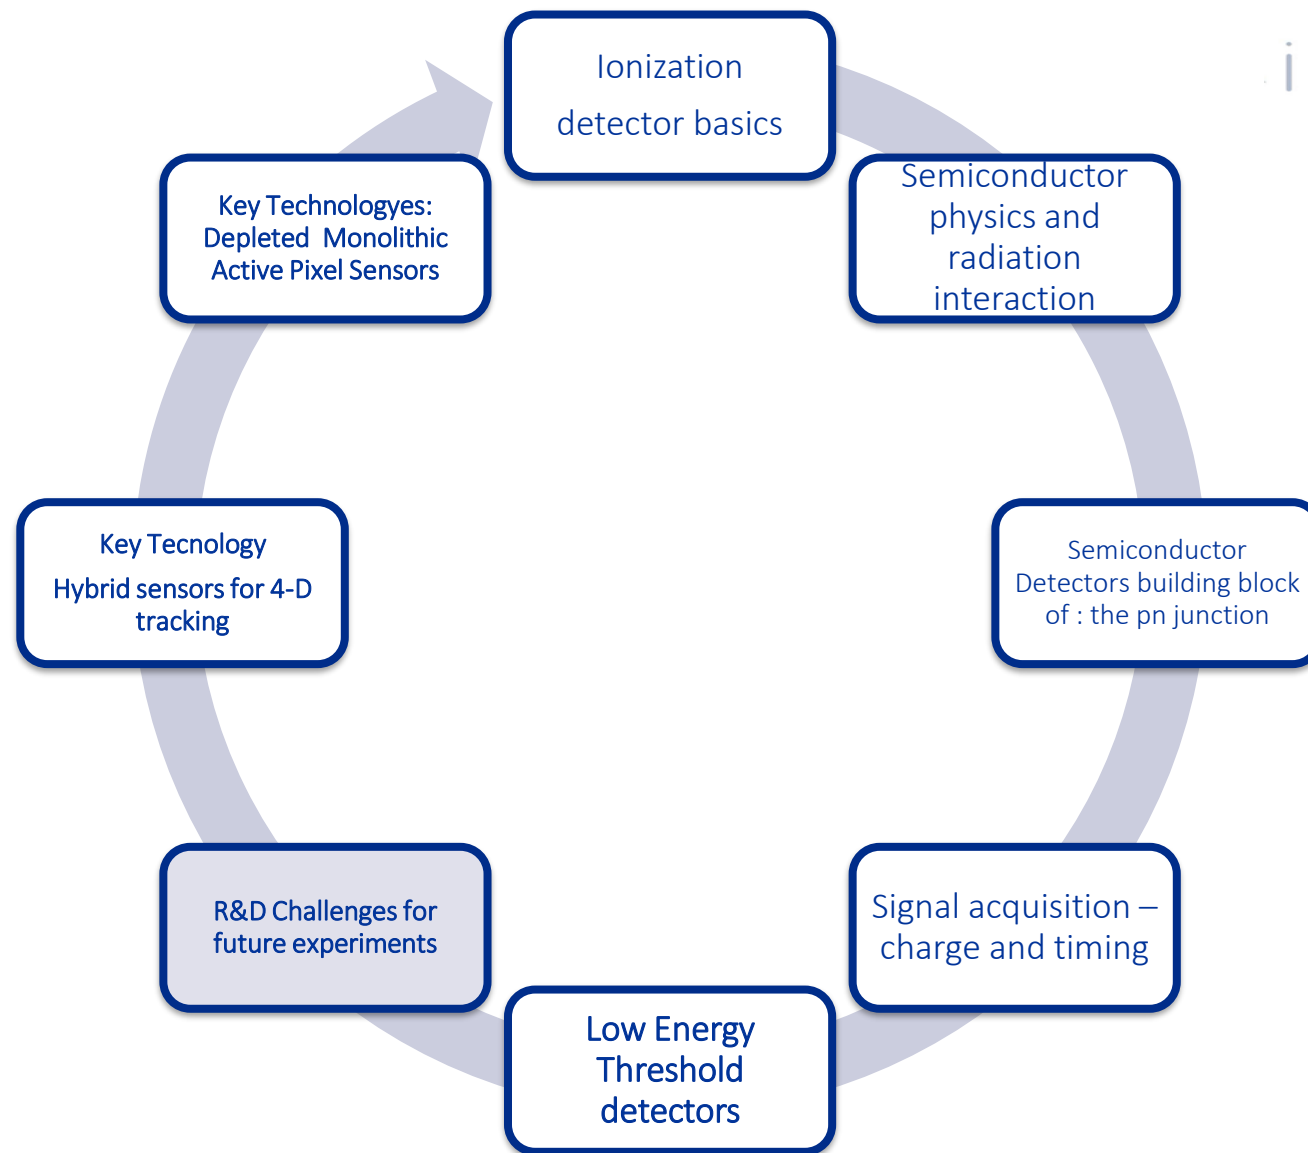 Ionization
detector basics
Semiconductor
physics and
radiation
interaction
Semiconductor
Detectors building block
of : the pn junction
Signal acquisition –
charge and timing
Low Energy
Threshold
detectors
R&D Challenges for
future experiments
Key Tecnology
Hybrid sensors for 4-D
tracking
Key Technologyes:
Depleted Monolithic
Active Pixel Sensors
i